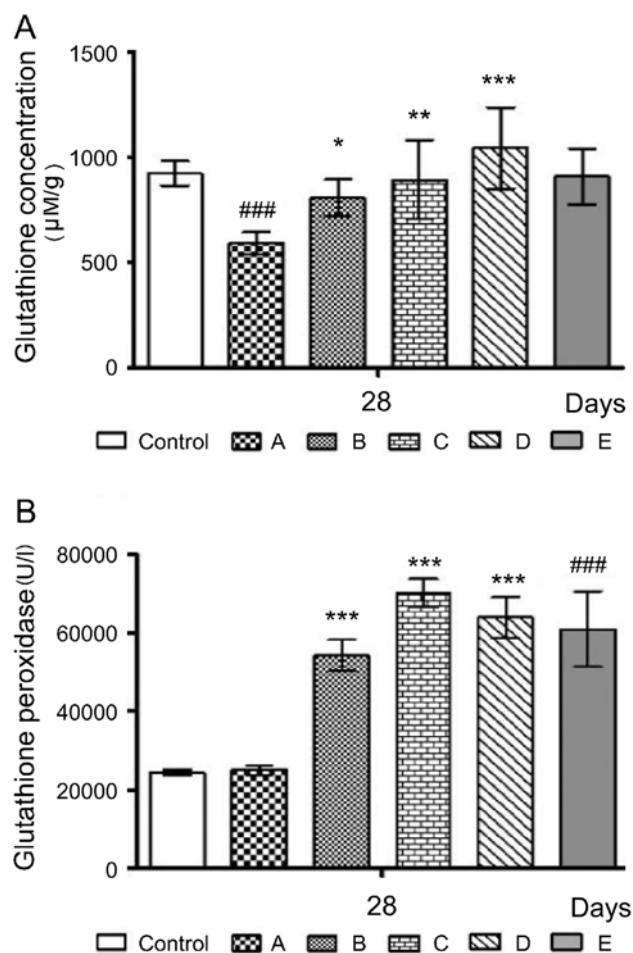 A
Glutathione concentration
(µM/g)
1500
1000
500
0
###
*
**
***
28
Days
Control A B C D E
B
Glutathione peroxidase(U/l)
80000
60000
40000
20000
0
***
***
***
###
28
Days
Control A B C D E